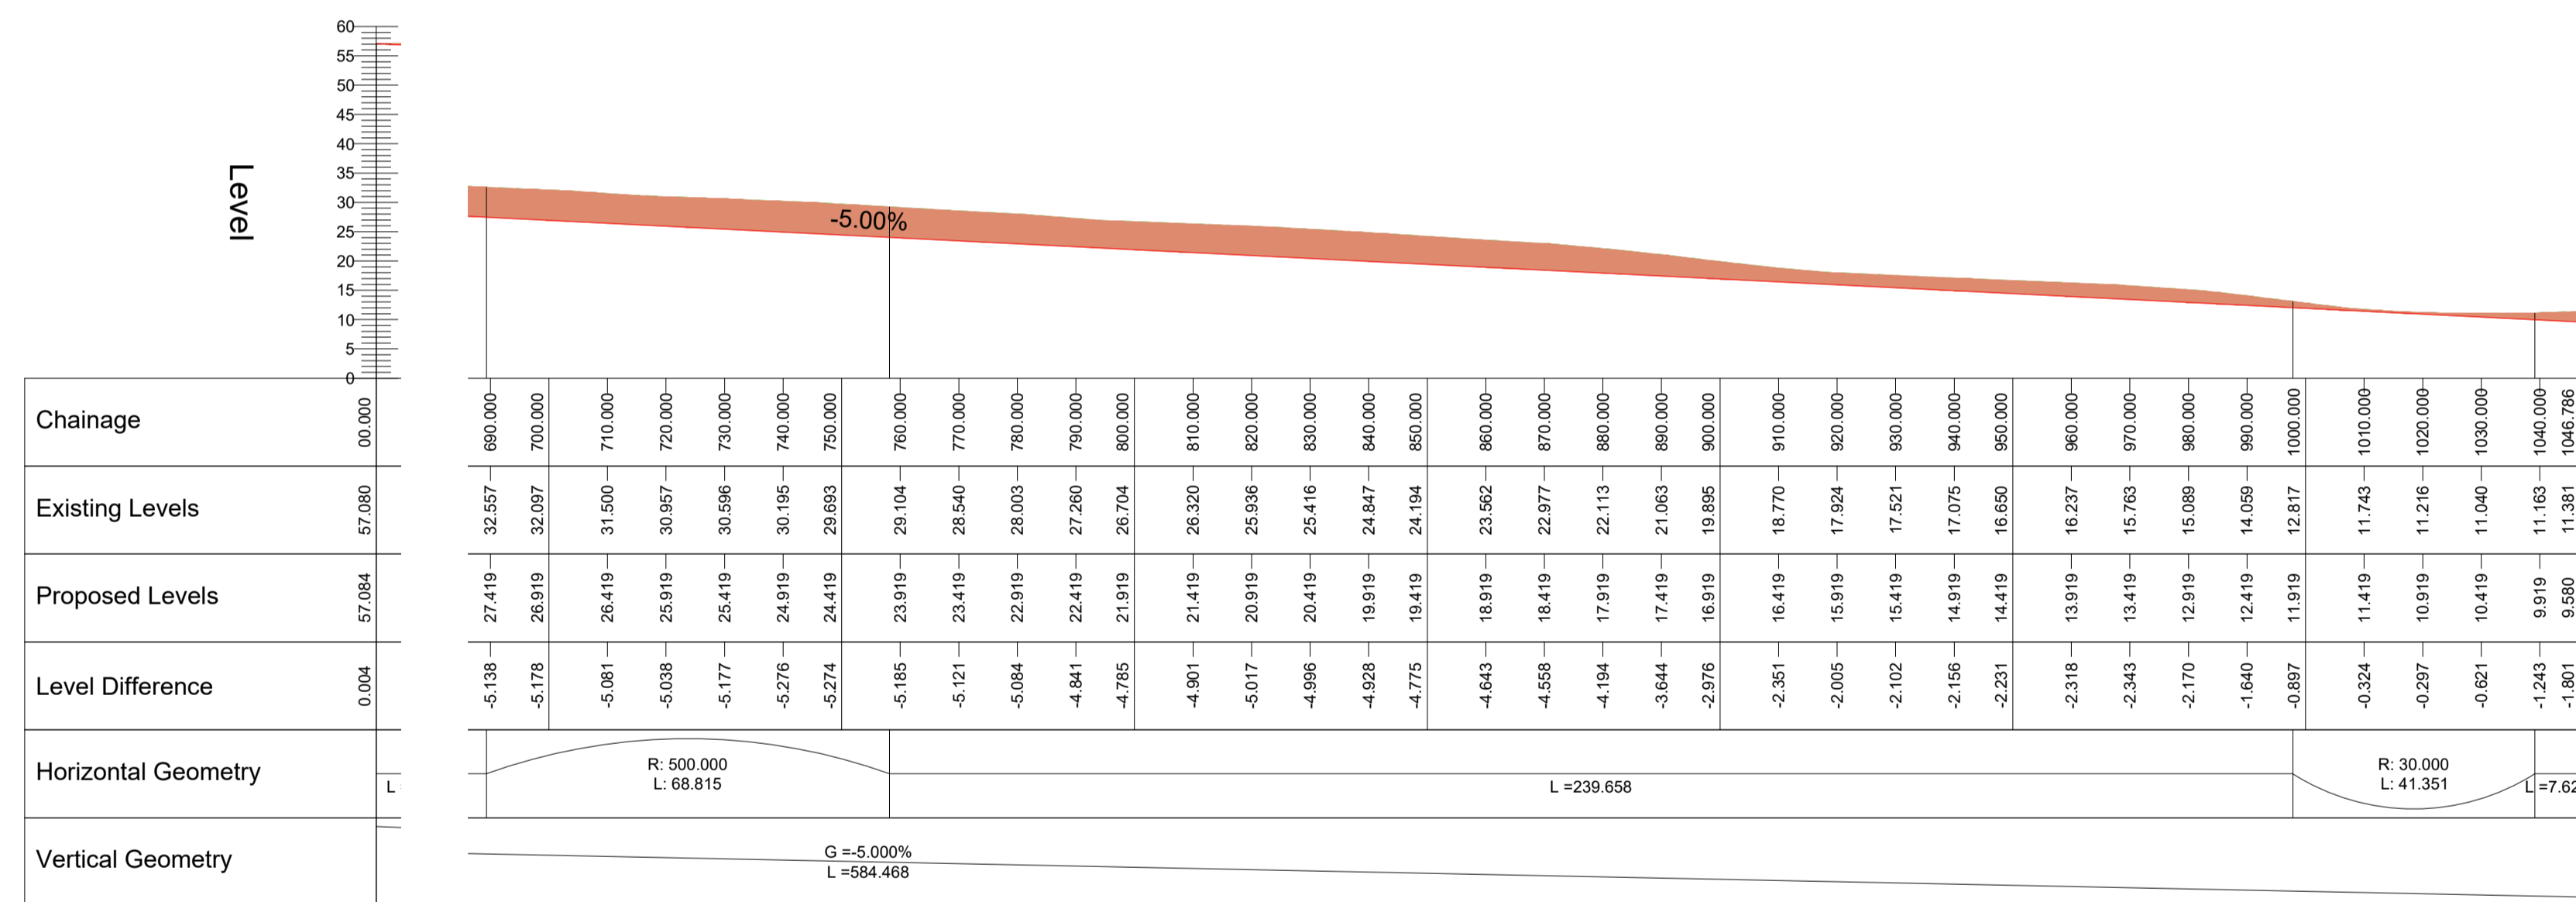 60
55
50
45
40
35
30
25
20
15
10
5
0
Level
-5.00%
Chainage 00.000 690.000 700.000 710.000 720.000 730.000 740.000 750.000 760.000 770.000 780.000 790.000 800.000 810.000 820.000 830.000 840.000 850.000 860.000 870.000 880.000 890.000 900.000 910.000 920.000 930.000 940.000 950.000 960.000 970.000 980.000 990.000 1000.000 1010.000 1020.000 1030.000 1040.000 1046.786
Existing Levels 57.080 32.557 32.097 31.500 30.957 30.596 30.195 29.693 29.104 28.540 28.003 27.260 26.704 26.320 25.936 25.416 24.847 24.194 23.562 22.977 22.113 21.063 19.895 18.770 17.924 17.521 17.075 16.650 16.237 15.763 15.089 14.059 12.817 11.743 11.216 11.040 11.163 11.381
Proposed Levels 57.084 27.419 26.919 26.419 25.919 25.419 24.919 24.419 23.919 23.419 22.919 22.419 21.919 21.419 20.919 20.419 19.919 19.419 18.919 18.419 17.919 17.419 16.919 16.419 15.919 15.419 14.919 14.419 13.919 13.419 12.919 12.419 11.919 11.419 10.919 10.419 9.919 9.580
Level Difference 0.004 -5.138 -5.178 -5.081 -5.038 -5.177 -5.276 -5.274 -5.185 -5.121 -5.084 -4.841 -4.785 -4.901 -5.017 -4.996 -4.928 -4.775 -4.643 -4.558 -4.194 -3.644 -2.976 -2.351 -2.005 -2.102 -2.156 -2.231 -2.318 -2.343 -2.170 -1.640 -0.897 -0.324 -0.297 -0.621 -1.243 -1.801
Horizontal Geometry
L
R: 500.000
L: 68.815
L =239.658
R: 30.000
L: 41.351
L =7.62
Vertical Geometry
G =-5.000%
L =584.468